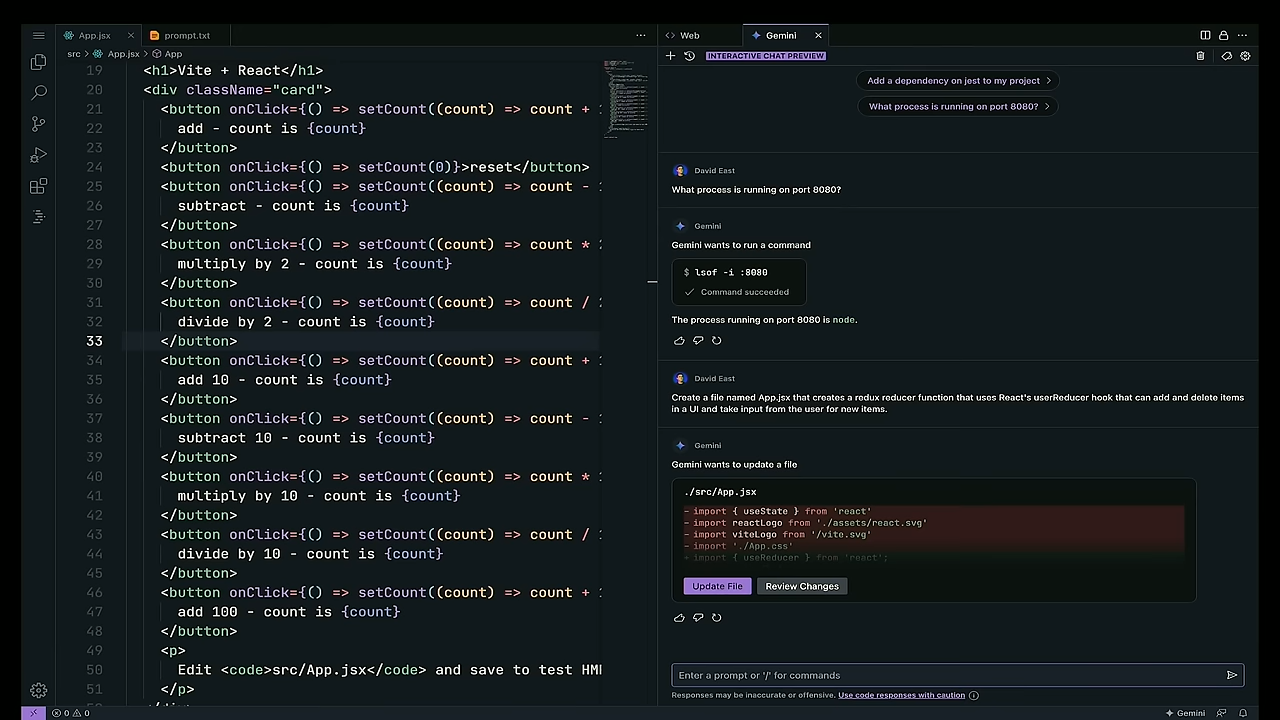 App.jsx
prompt.txt
src > App.jsx > App
19 <h1>Vite + React</h1>
20 <div className="card">
21 <button onClick={() => setCount((count) => count +
22 add - count is {count}
23 </button>
24 <button onClick={() => setCount(0)}>reset</button>
25 <button onClick={() => setCount((count) => count -
26 subtract - count is {count}
27 </button>
28 <button onClick={() => setCount((count) => count *
29 multiply by 2 - count is {count}
30 </button>
31 <button onClick={() => setCount((count) => count /
32 divide by 2 - count is {count}
33 </button>
34 <button onClick={() => setCount((count) => count +
35 add 10 - count is {count}
36 </button>
37 <button onClick={() => setCount((count) => count -
38 subtract 10 - count is {count}
39 </button>
40 <button onClick={() => setCount((count) => count *
41 multiply by 10 - count is {count}
42 </button>
43 <button onClick={() => setCount((count) => count /
44 divide by 10 - count is {count}
45 </button>
46 <button onClick={() => setCount((count) => count +
47 add 100 - count is {count}
48 </button>
49 <p>
50 Edit <code>src/App.jsx</code> and save to test HM
51 </p>
0 0
Web
Gemini
INTERACTIVE CHAT PREVIEW
Add a dependency on jest to my project >
What process is running on port 8080? >
David East
What process is running on port 8080?
Gemini
Gemini wants to run a command
$ lsof -i :8080
Command succeeded
The process running on port 8080 is node.
David East
Create a file named App.jsx that creates a redux reducer function that uses React's userReducer hook that can add and delete items
in a UI and take input from the user for new items.
Gemini
Gemini wants to update a file
./src/App.jsx
- import { useState } from 'react'
- import reactLogo from './assets/react.svg'
- import viteLogo from '/vite.svg'
- import './App.css'
+ import { useReducer } from 'react';
Update File
Review Changes
Enter a prompt or '/' for commands
Responses may be inaccurate or offensive. Use code responses with caution
Gemini